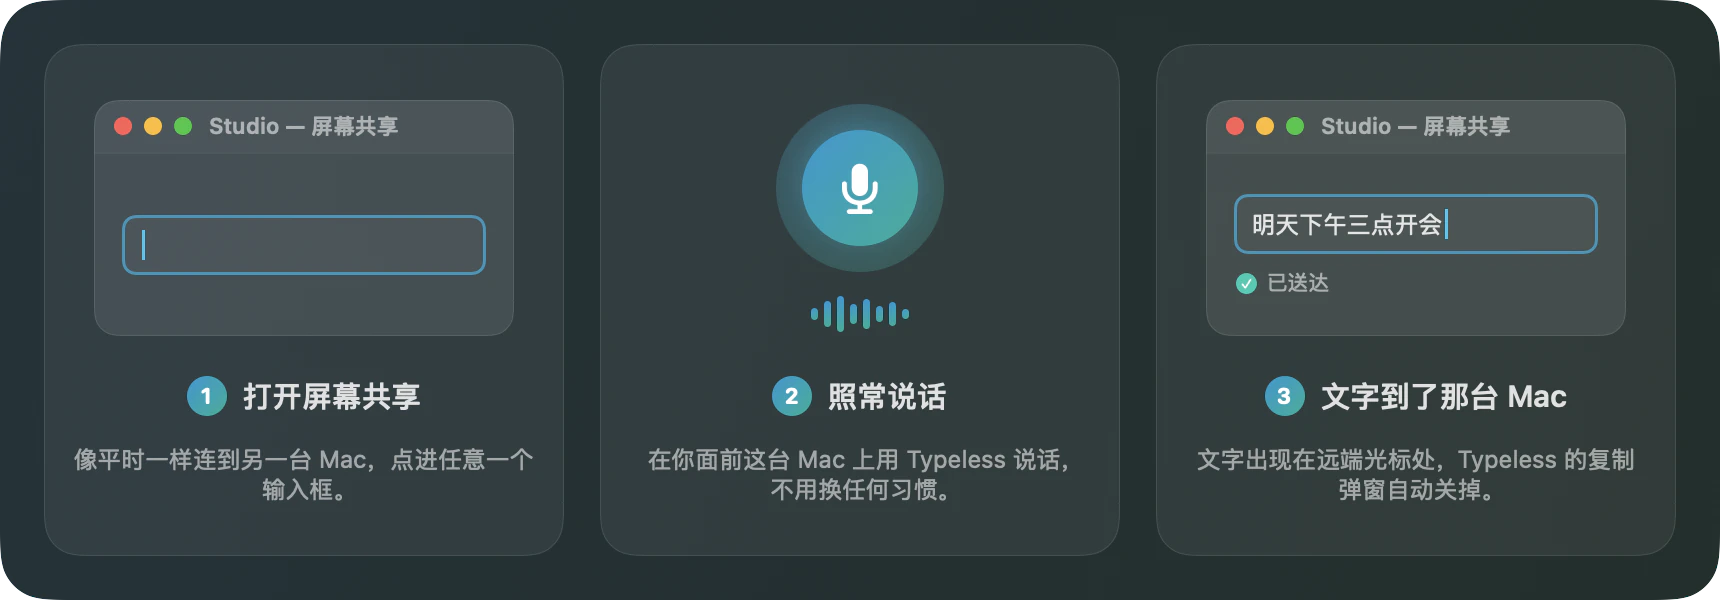 Studio — 屏幕共享
1 打开屏幕共享
像平时一样连到另一台 Mac，点进任意一个
输入框。
2 照常说话
在你面前这台 Mac 上用 Typeless 说话，
不用换任何习惯。
Studio — 屏幕共享
明天下午三点开会
已送达
3 文字到了那台 Mac
文字出现在远端光标处，Typeless 的复制
弹窗自动关掉。